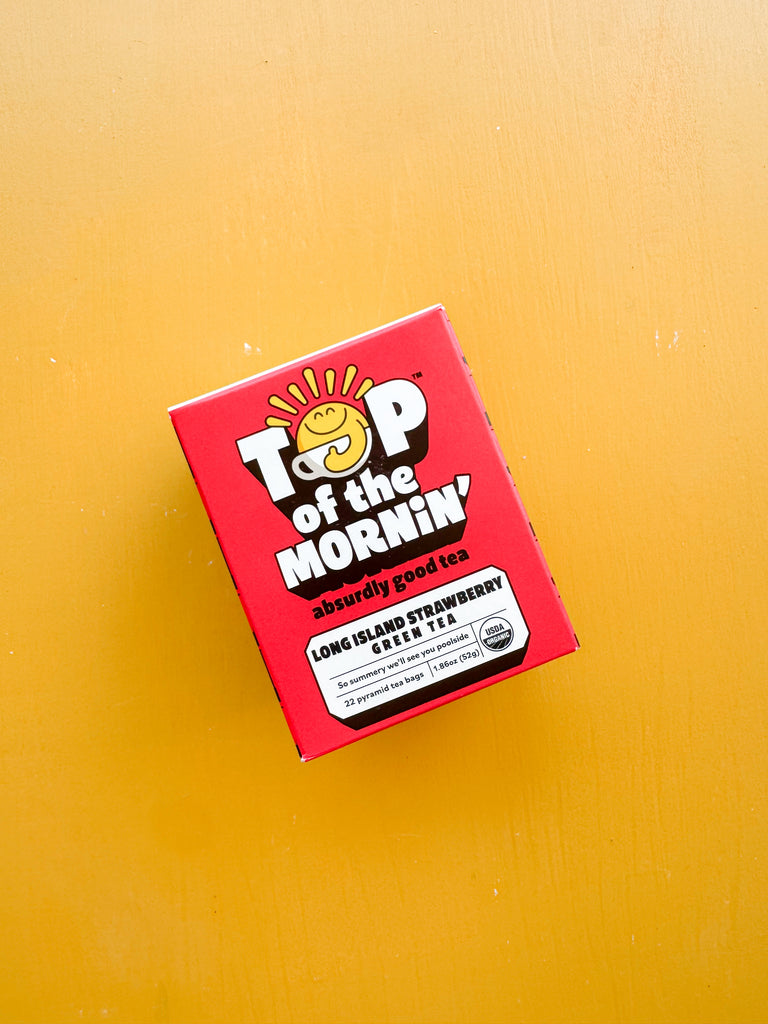 TOP™
of the
MORNiN'
absurdly good tea
LONG ISLAND STRAWBERRY
GREEN TEA
So summery we'll see you poolside
22 pyramid tea bags
1.86oz (52g)
USDA
ORGANIC